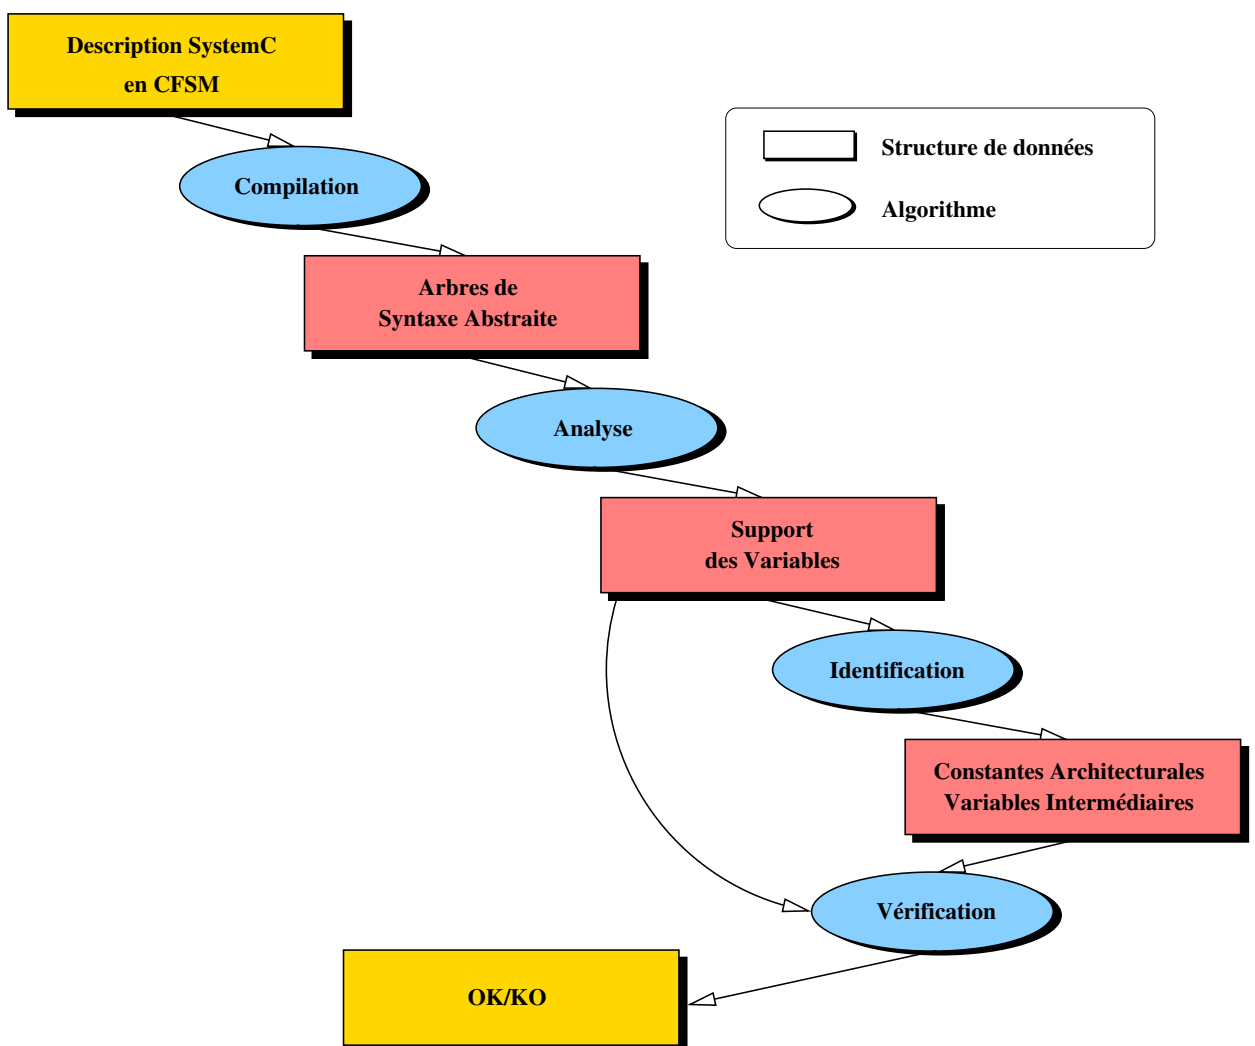 Description SystemC
en CFSM
Compilation
Structure de données
Algorithme
Arbres de
Syntaxe Abstraite
Analyse
Support
des Variables
Identification
Constantes Architecturales
Variables Intermédiaires
Vérification
OK/KO